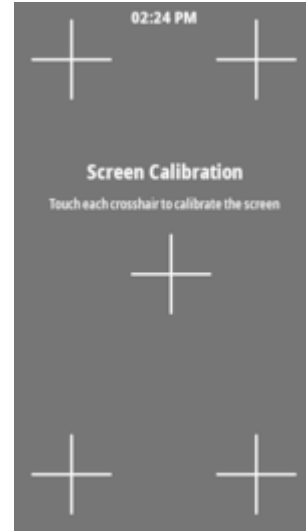 02:24 PM
Screen Calibration
Touch each crosshair to calibrate the screen